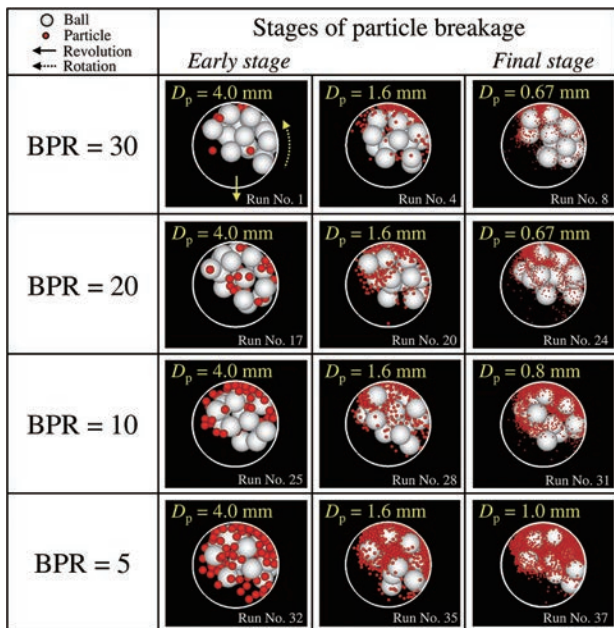 Ball
Particle
Revolution
Rotation
Stages of particle breakage
Early stage
Final stage
BPR = 30
Dp = 4.0 mm
Run No. 1
Dp = 1.6 mm
Run No. 4
Dp = 0.67 mm
Run No. 8
BPR = 20
Dp = 4.0 mm
Run No. 17
Dp = 1.6 mm
Run No. 20
Dp = 0.67 mm
Run No. 24
BPR = 10
Dp = 4.0 mm
Run No. 25
Dp = 1.6 mm
Run No. 28
Dp = 0.8 mm
Run No. 31
BPR = 5
Dp = 4.0 mm
Run No. 32
Dp = 1.6 mm
Run No. 35
Dp = 1.0 mm
Run No. 37